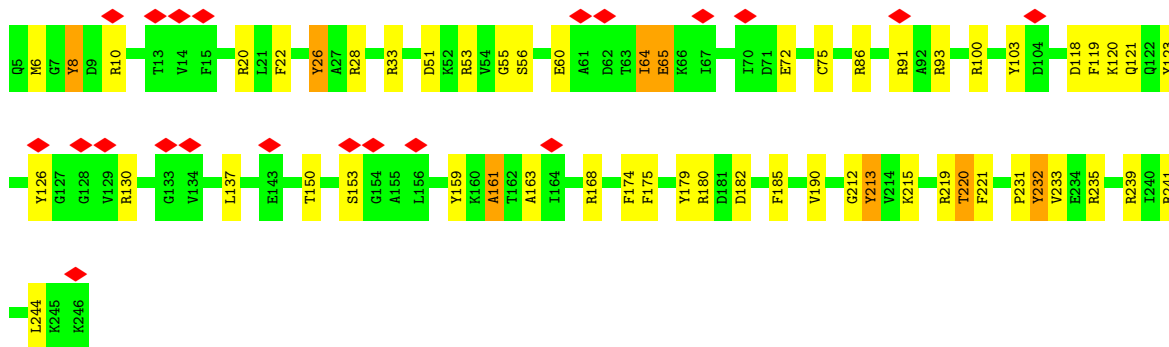 Q5 M6 G7 Y8 D9 R10 T13 V14 F15 R20 L21 F22 Y26 A27 R28 R33 D51 K52 R53 V54 G55 S56 E60 A61 D62 T63 I64 E65 K66 I67 I70 D71 E72 C75 R86 R91 A92 R93 R100 Y103 D104 D118 F119 K120 Q121 Q122
Y126 G127 G128 V129 R130 G133 V134 L137 E143 T150 S153 G154 A155 L156 Y159 K160 A161 T162 A163 I164 R168 F174 F175 Y179 R180 D181 D182 F185 V190 G212 Y213 V214 K215 R219 T220 F221 P231 Y232 V233 E234 R235 R239 I240
L244 K245 K246